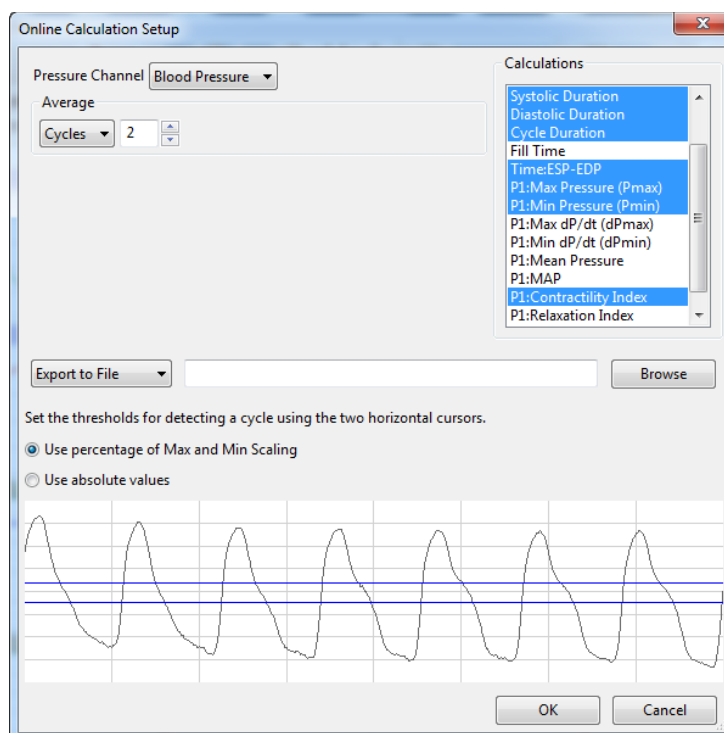 Online Calculation Setup
Pressure Channel Blood Pressure
Average
Cycles 2
Calculations
Systolic Duration
Diastolic Duration
Cycle Duration
Fill Time
Time:ESP-EDP
P1:Max Pressure (Pmax)
P1:Min Pressure (Pmin)
P1:Max dP/dt (dPmax)
P1:Min dP/dt (dPmin)
P1:Mean Pressure
P1:MAP
P1:Contractility Index
P1:Relaxation Index
Export to File Browse
Set the thresholds for detecting a cycle using the two horizontal cursors.
Use percentage of Max and Min Scaling
Use absolute values
OK Cancel